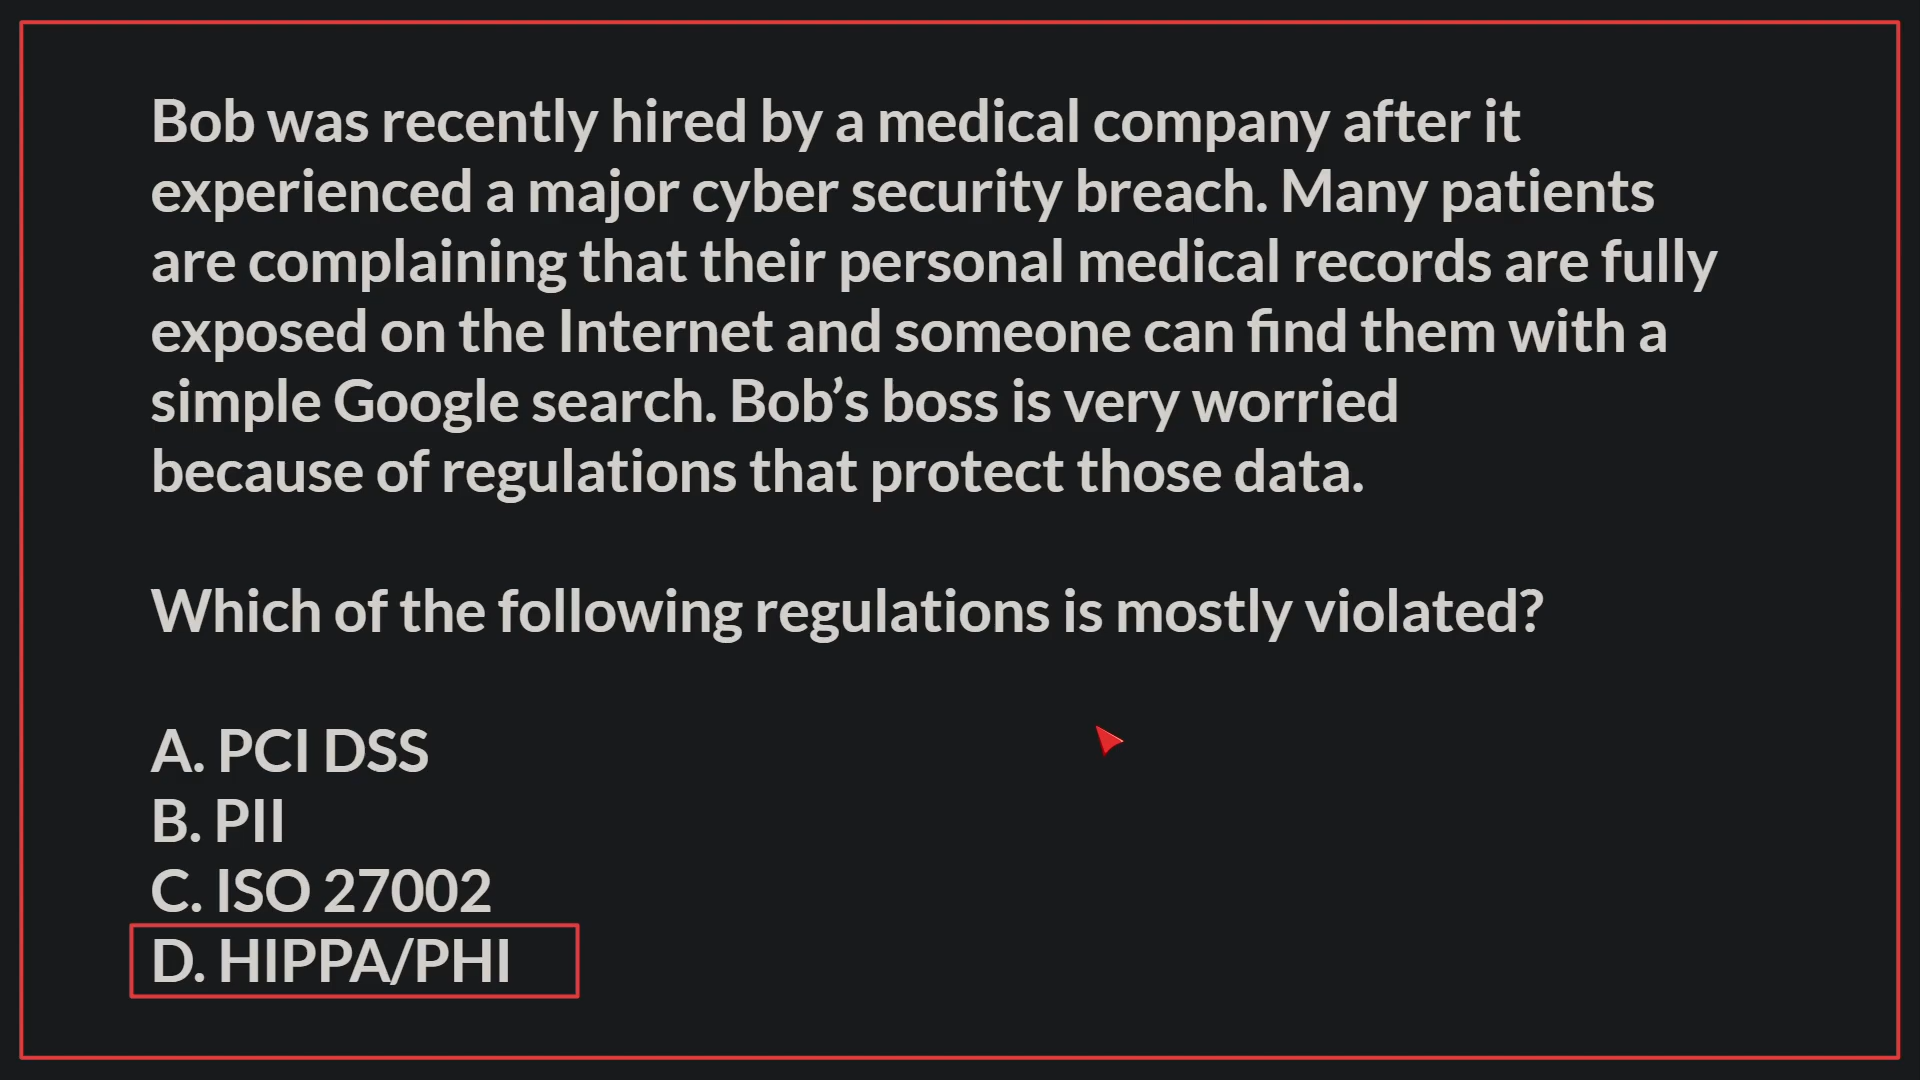 Bob was recently hired by a medical company after it
experienced a major cyber security breach. Many patients
are complaining that their personal medical records are fully
exposed on the Internet and someone can find them with a
simple Google search. Bob’s boss is very worried
because of regulations that protect those data.
Which of the following regulations is mostly violated?
A. PCI DSS
B. PII
C. ISO 27002
D. HIPPA/PHI